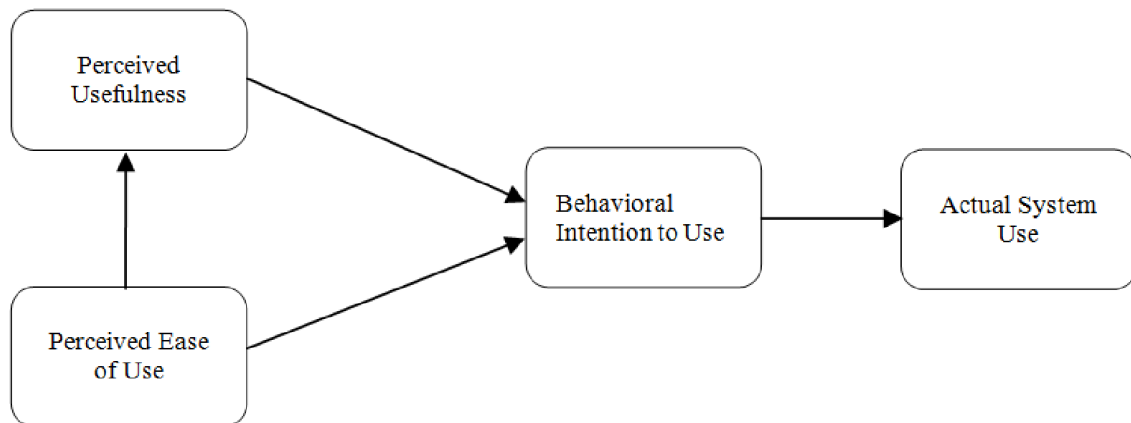 Perceived
Usefulness
Behavioral
Intention to Use
Actual System
Use
Perceived Ease
of Use